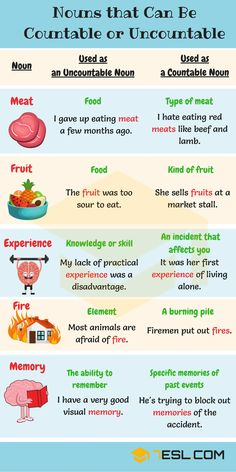 Nouns that Can Be
Countable or Uncountable
Noun
Used as
an Uncountable Noun
Used as
a Countable Noun
Meat
Food
I gave up eating meat
a few months ago.
Type of meat
I hate eating red
meats like beef and
lamb.
Fruit
Food
The fruit was too
sour to eat.
Kind of fruit
She sells fruits at a
market stall.
Experience
Knowledge or skill
My lack of practical
experience was a
disadvantage.
An incident that
affects you
It was her first
experience of living
alone.
Fire
Element
Most animals are
afraid of fire.
A burning pile
Firemen put out fires.
Memory
The ability to
remember
I have a very good
visual memory.
Specific memories of
past events
He's trying to block out
memories of the
accident.
7ESL.COM